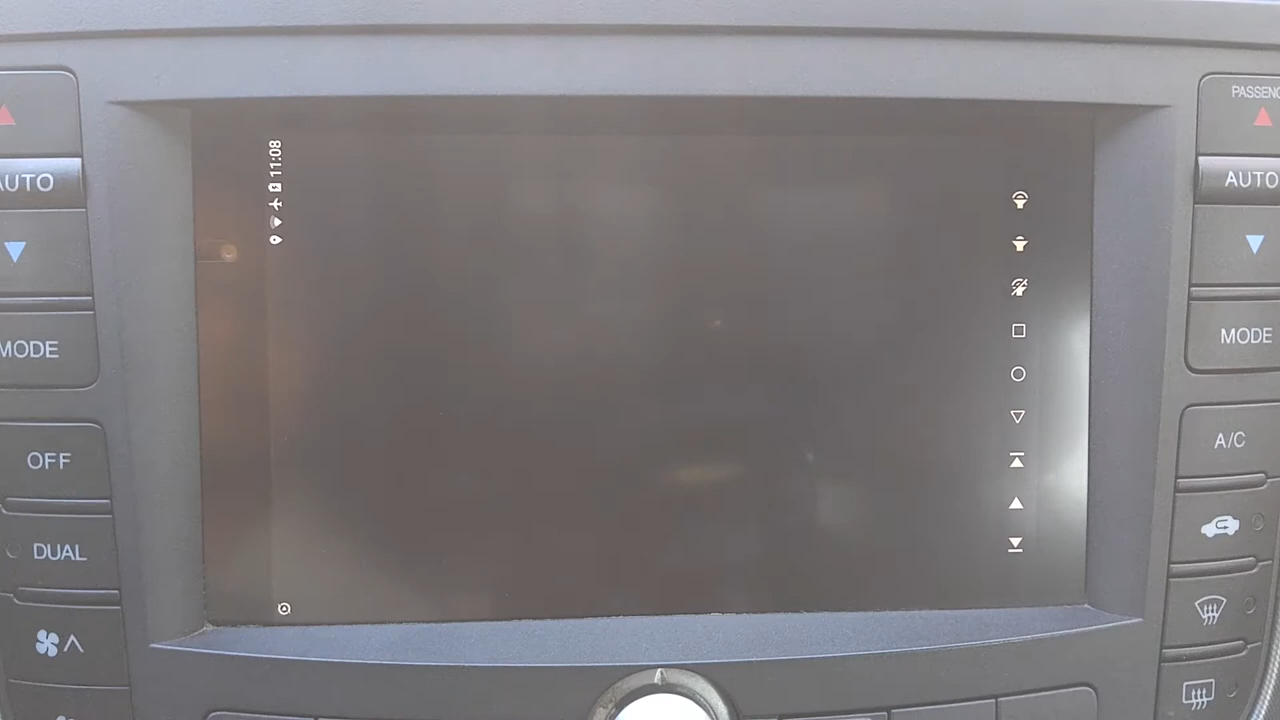 11:08
PASSENG
AUTO
AUTO
MODE
MODE
OFF
A/C
DUAL